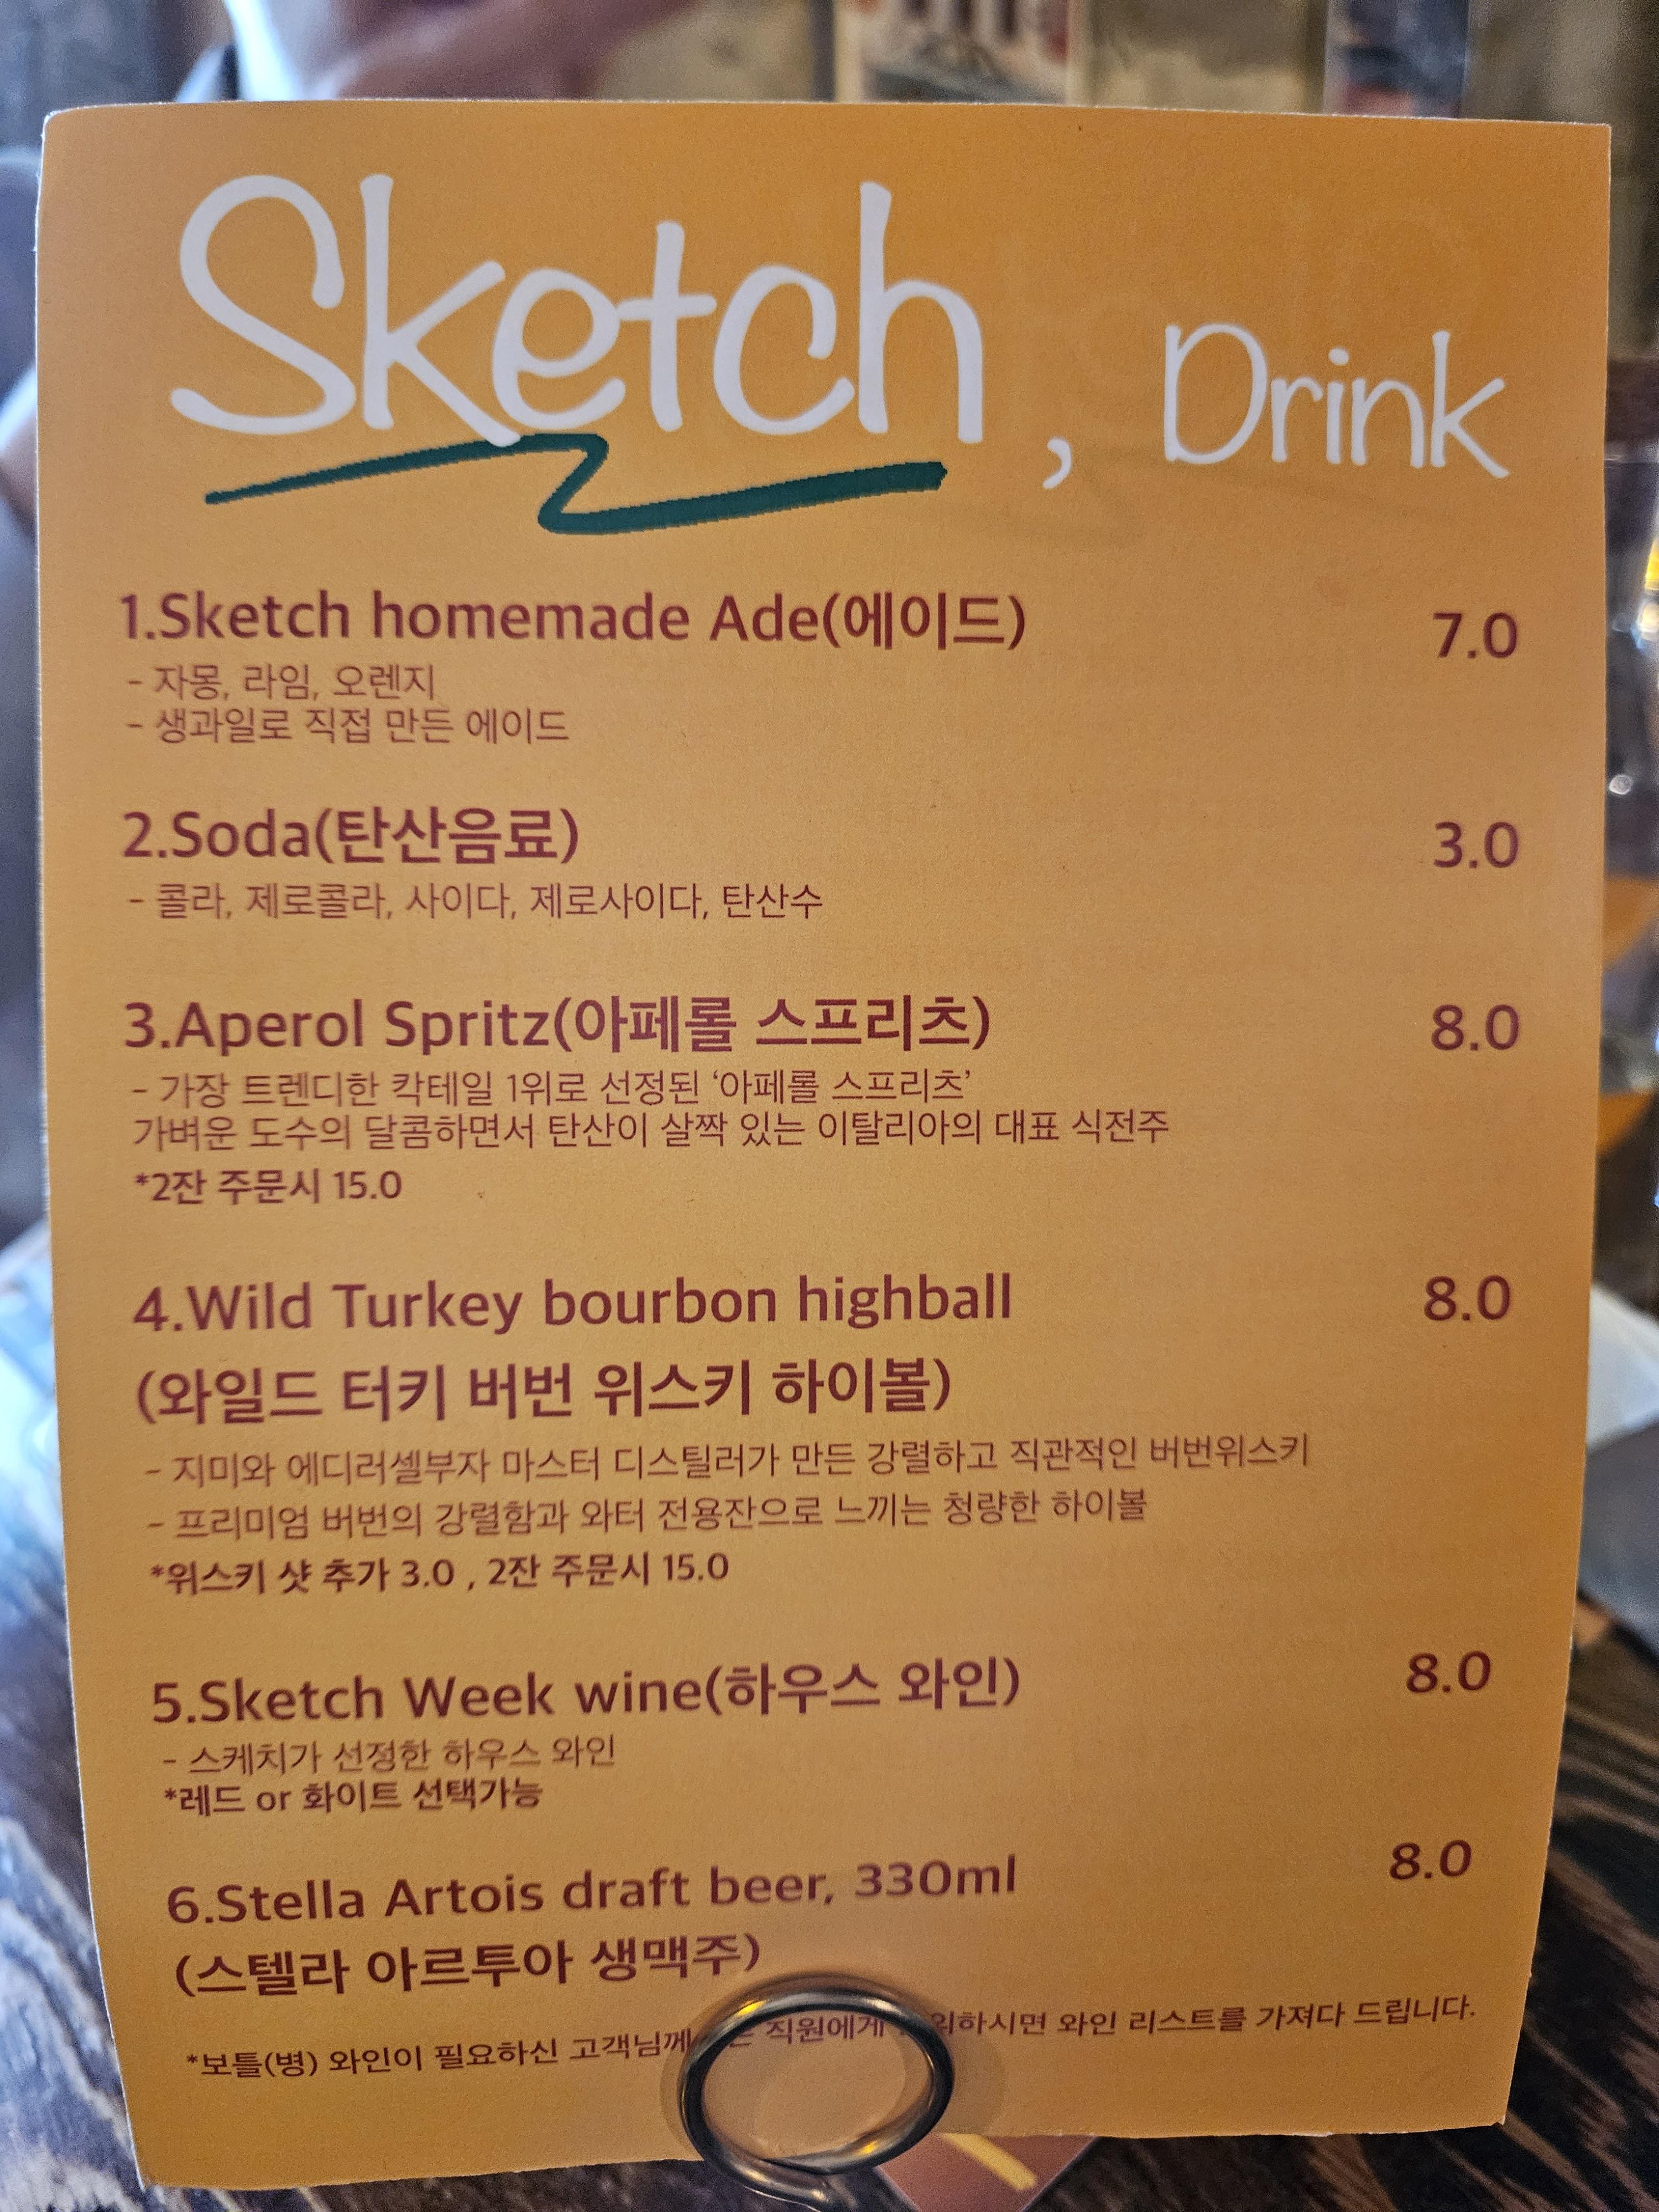 Sketch, Drink
1.Sketch homemade Ade(에이드) 7.0
- 자몽, 라임, 오렌지
- 생과일로 직접 만든 에이드
2.Soda(탄산음료) 3.0
- 콜라, 제로콜라, 사이다, 제로사이다, 탄산수
3.Aperol Spritz(아페롤 스프리츠) 8.0
- 가장 트렌디한 칵테일 1위로 선정된 ‘아페롤 스프리츠’
가벼운 도수의 달콤하면서 탄산이 살짝 있는 이탈리아의 대표 식전주
*2잔 주문시 15.0
4.Wild Turkey bourbon highball 8.0
(와일드 터키 버번 위스키 하이볼)
- 지미와 에디러셀부자 마스터 디스틸러가 만든 강렬하고 직관적인 버번위스키
- 프리미엄 버번의 강렬함과 와터 전용잔으로 느끼는 청량한 하이볼
*위스키 샷 추가 3.0 , 2잔 주문시 15.0
5.Sketch Week wine(하우스 와인) 8.0
- 스케치가 선정한 하우스 와인
*레드 or 화이트 선택가능
6.Stella Artois draft beer, 330ml 8.0
(스텔라 아르투아 생맥주)
*보틀(병) 와인이 필요하신 직원에게 와인 리스트를 가져다 드립니다.